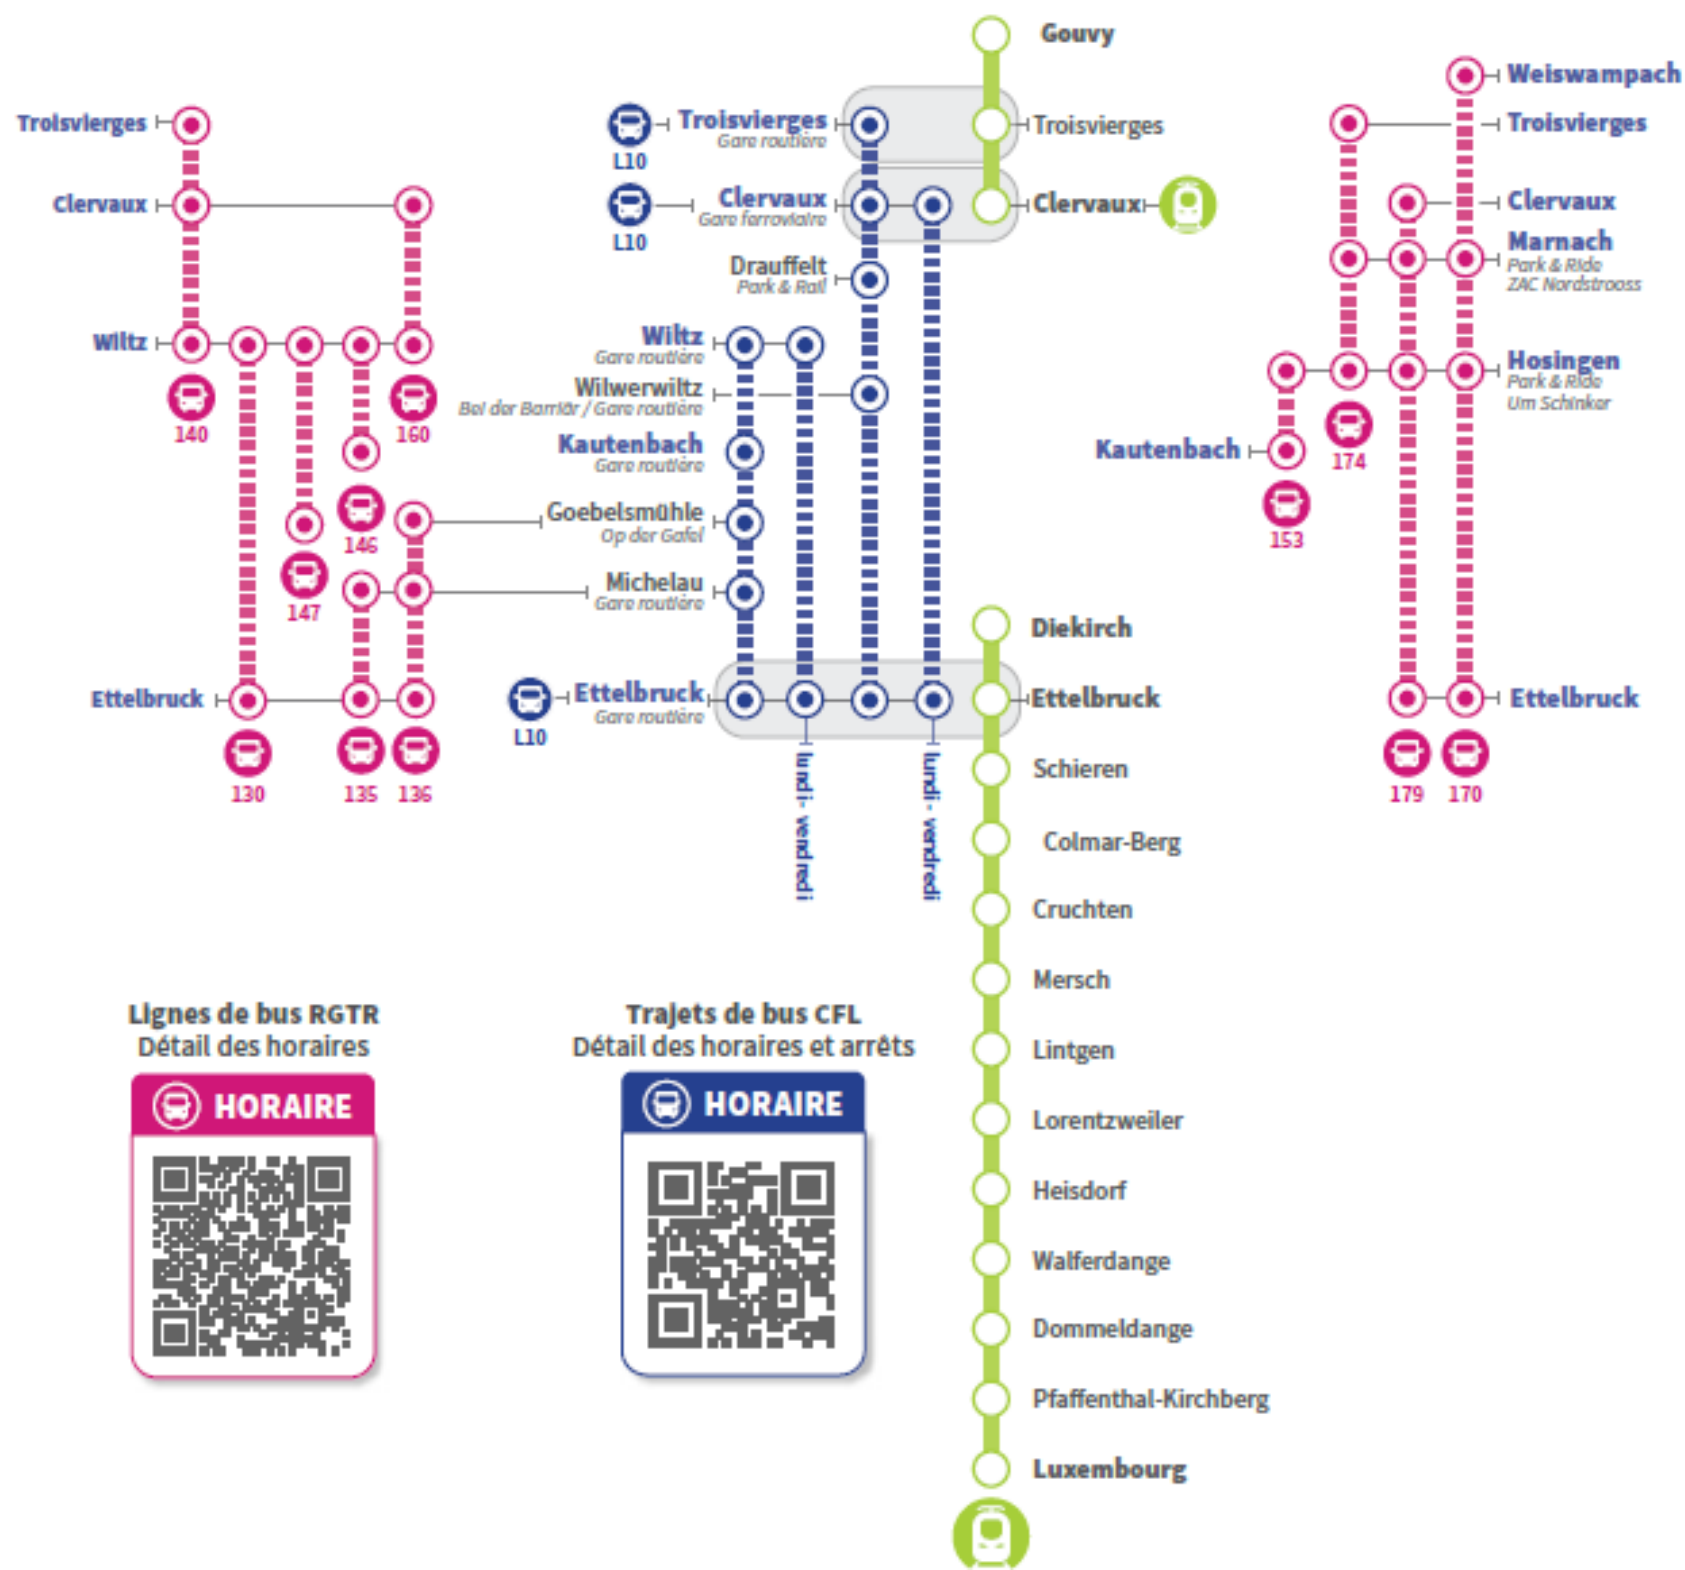 Gouvy
Troisvierges
Clervaux
Troisvierges
Clervaux
Wiltz
140
160
146
147
Ettelbruck
130
135
136
L10
Troisvierges
Gare routière
L10
Clervaux
Gare ferroviaire
Drauffelt
Park & Rail
Wiltz
Gare routière
Wilwerwiltz
Bei der Barriär / Gare routière
Kautenbach
Gare routière
Goebelsmühle
Op der Gafel
Michelau
Gare routière
L10
Ettelbruck
Gare routière
lundi - vendredi
lundi - vendredi
Weiswampach
Troisvierges
Clervaux
Marnach
Park & Ride
ZAC Nordstrooss
Hosingen
Park & Ride
Um Schinker
Kautenbach
174
153
Ettelbruck
179
170
Diekirch
Ettelbruck
Schieren
Colmar-Berg
Cruchten
Mersch
Lintgen
Lorentzweiler
Heisdorf
Walferdange
Dommeldange
Pfaffenthal-Kirchberg
Luxembourg
Lignes de bus RGTR
Détail des horaires
HORAIRE
Trajets de bus CFL
Détail des horaires et arrêts
HORAIRE